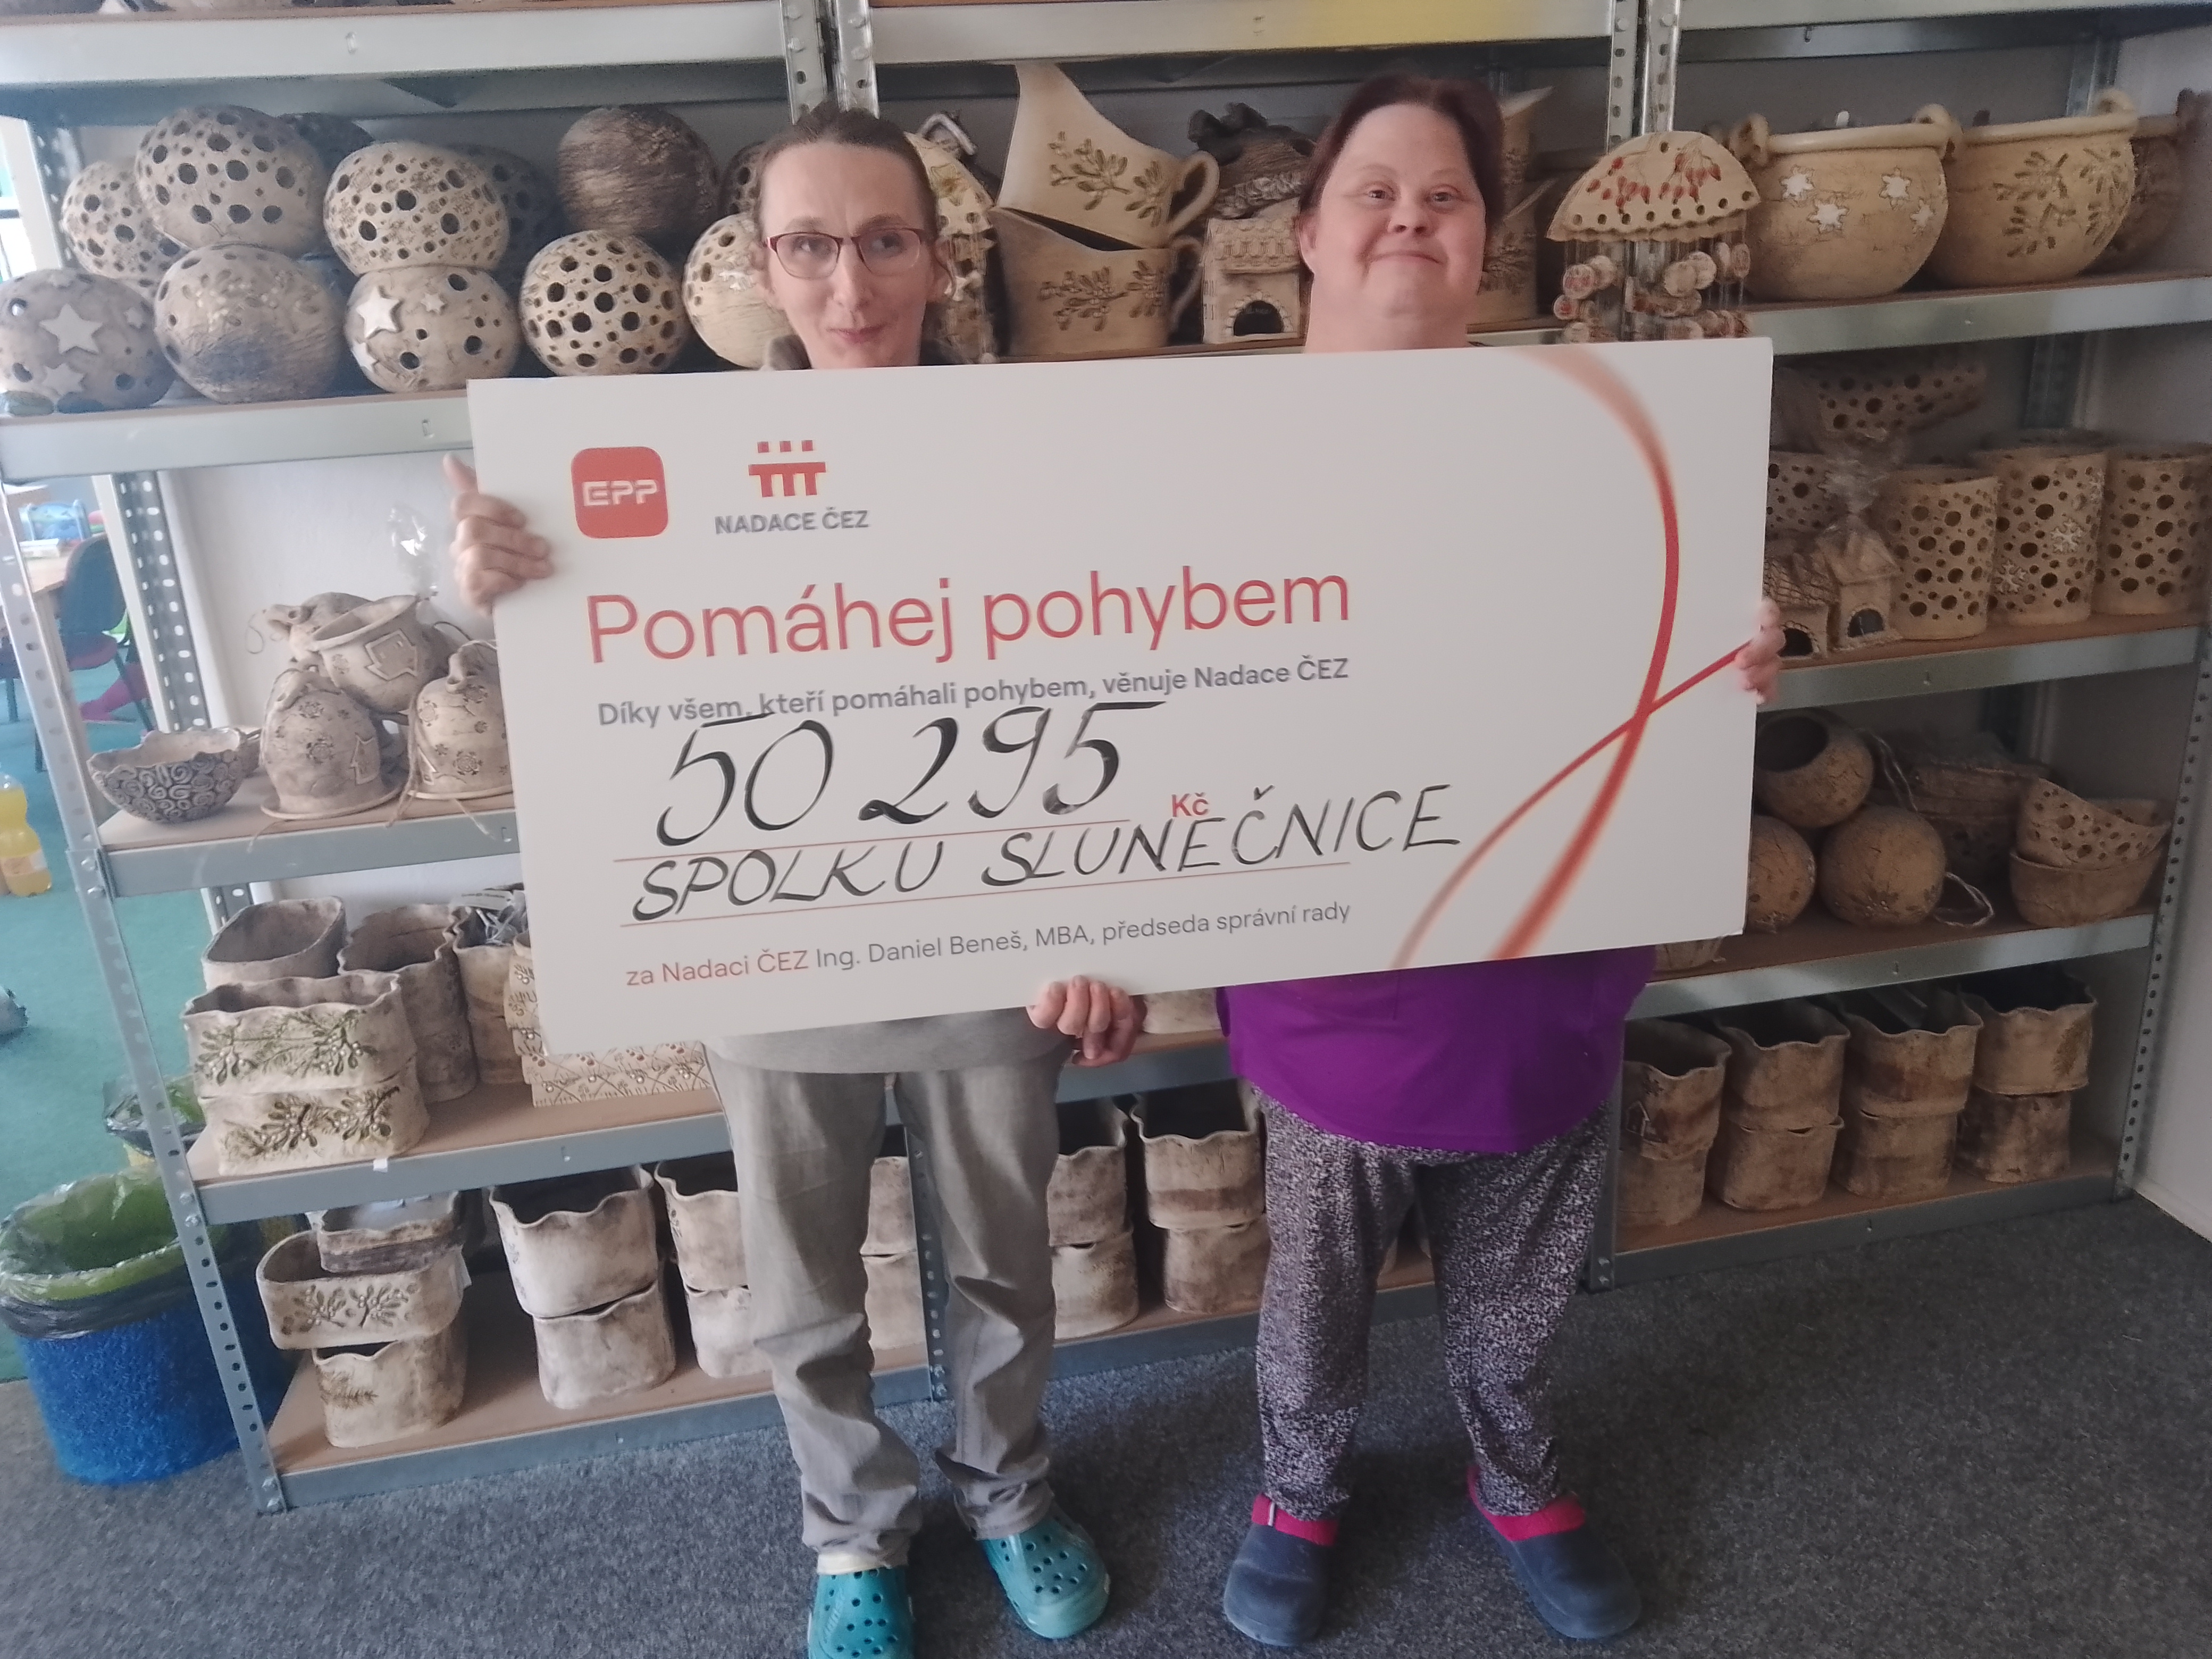 EPP
NADACE ČEZ
Pomáhej pohybem
Díky všem, kteří pomáhali pohybem, věnuje Nadace ČEZ
50 295 Kč
SPOLKU SLUNEČNICE
za Nadaci ČEZ Ing. Daniel Beneš, MBA, předseda správní rady